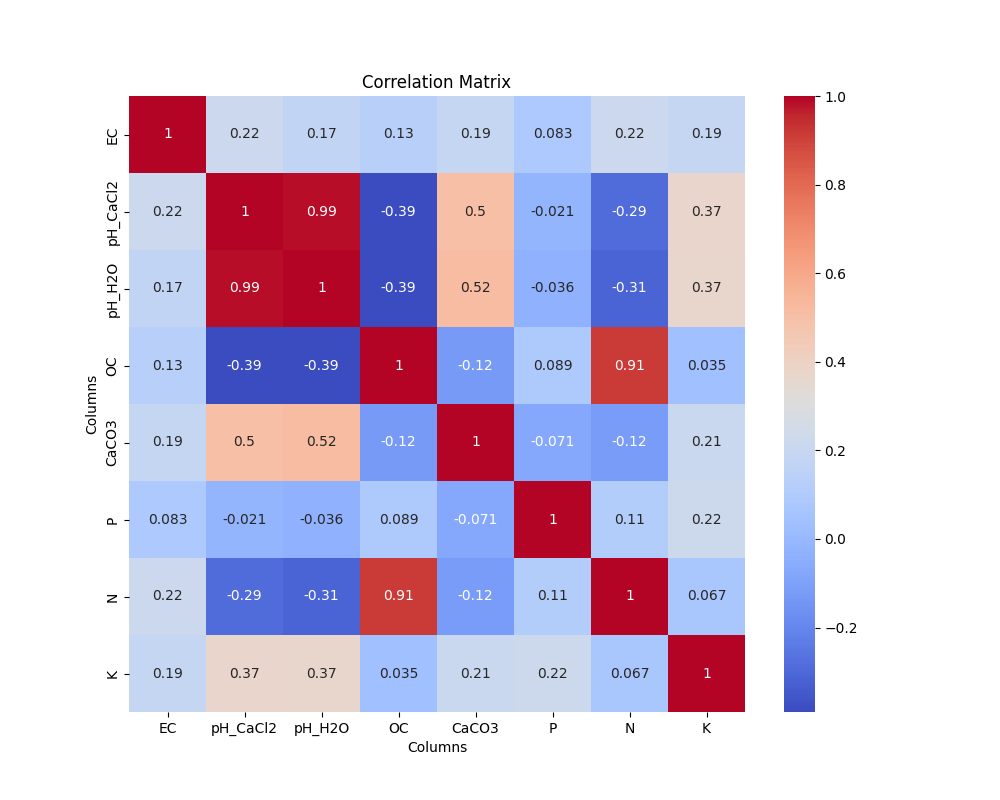 Correlation Matrix
EC 1 0.22 0.17 0.13 0.19 0.083 0.22 0.19
pH_CaCl2 0.22 1 0.99 -0.39 0.5 -0.021 -0.29 0.37
pH_H2O 0.17 0.99 1 -0.39 0.52 -0.036 -0.31 0.37
OC 0.13 -0.39 -0.39 1 -0.12 0.089 0.91 0.035
CaCO3 0.19 0.5 0.52 -0.12 1 -0.071 -0.12 0.21
P 0.083 -0.021 -0.036 0.089 -0.071 1 0.11 0.22
N 0.22 -0.29 -0.31 0.91 -0.12 0.11 1 0.067
K 0.19 0.37 0.37 0.035 0.21 0.22 0.067 1
EC pH_CaCl2 pH_H2O OC CaCO3 P N K
Columns
Columns
1.0
0.8
0.6
0.4
0.2
0.0
−0.2